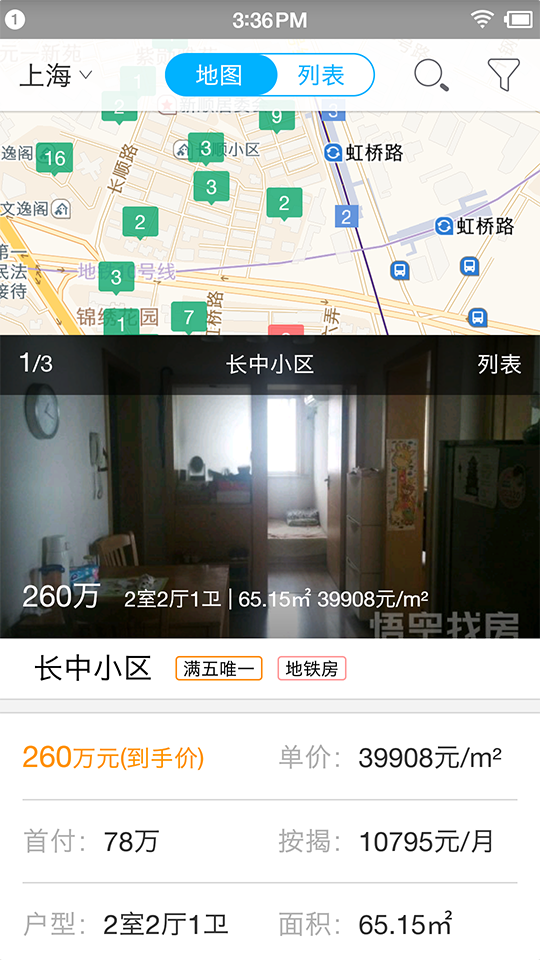 1
3:36PM
元一新苑
上海
地图
列表
1
2
9
3
逸阁
16
3
长顺小区
虹桥路
长顺路
3
文逸阁
2
2
2
虹桥路
第一
民法
接待
3
地铁10号线
锦绣花园
1
7
虹桥路
1/3
长中小区
列表
260万
2室2厅1卫 | 65.15㎡ 39908元/m²
悟空找房
长中小区
满五唯一
地铁房
260万元(到手价)
单价：
39908元/m²
首付：
78万
按揭：
10795元/月
户型：
2室2厅1卫
面积：
65.15㎡